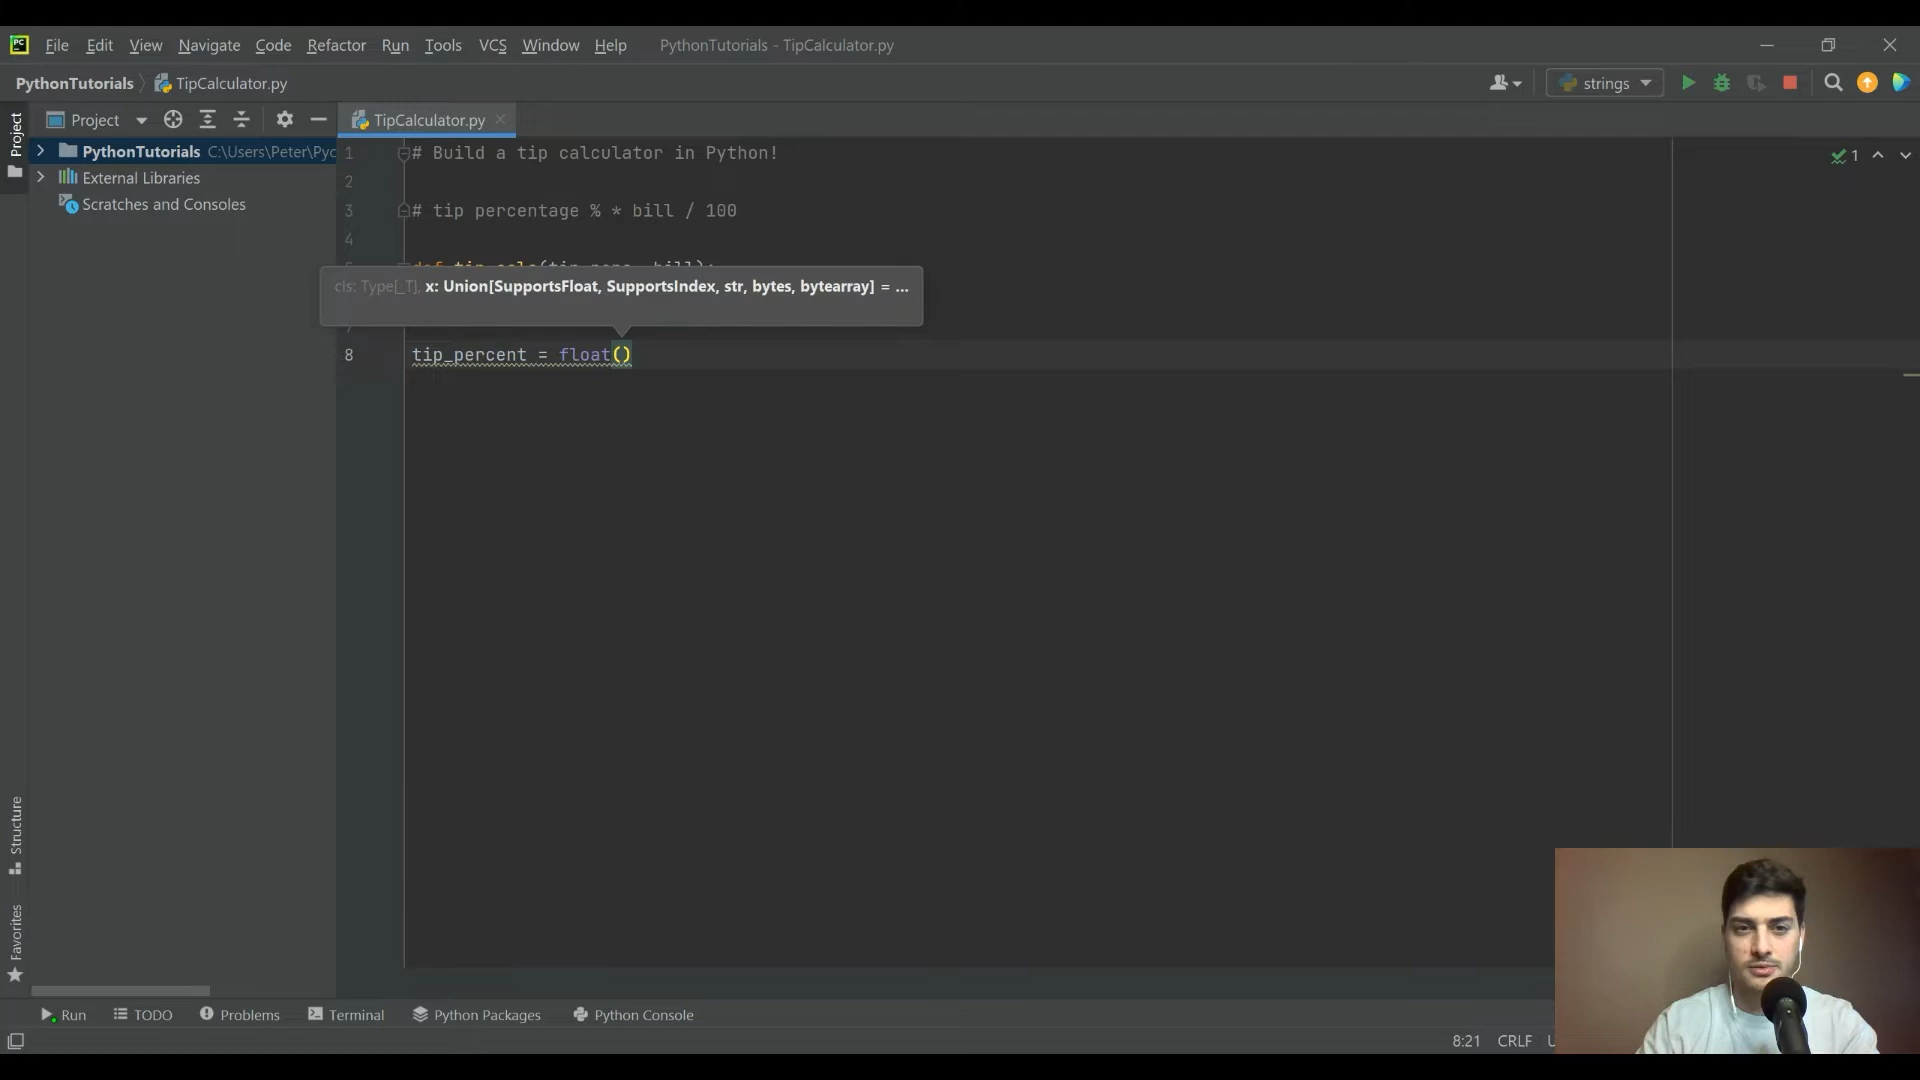 PC
File Edit View Navigate Code Refactor Run Tools VCS Window Help PythonTutorials - TipCalculator.py
PythonTutorials TipCalculator.py strings
Project
Project TipCalculator.py
PythonTutorials C:\Users\Peter\Pyc
External Libraries
Scratches and Consoles
1 # Build a tip calculator in Python!
2
3 # tip percentage % * bill / 100
4
cls: Type[_T], x: Union[SupportsFloat, SupportsIndex, str, bytes, bytearray] = ...
8 tip_percent = float()
1
Structure
Favorites
Run TODO Problems Terminal Python Packages Python Console
8:21 CRLF U